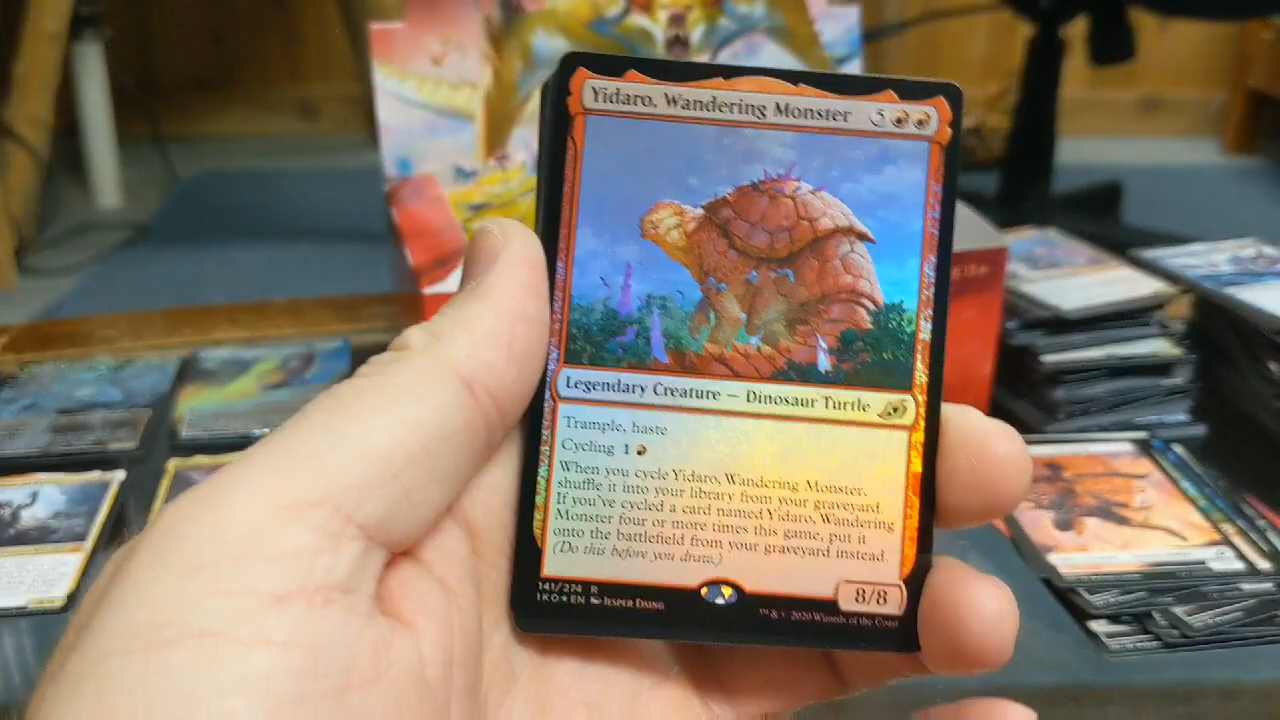 Yidaro, Wandering Monster 5
Legendary Creature — Dinosaur Turtle
Trample, haste
Cycling 1
When you cycle Yidaro, Wandering Monster,
shuffle it into your library from your graveyard.
If you've cycled a card named Yidaro, Wandering
Monster four or more times this game, put it
onto the battlefield from your graveyard instead.
(Do this before you draw.)
8/8
141/274 R
IKO★EN Jesper Ejsing
™ & © 2020 Wizards of the Coast